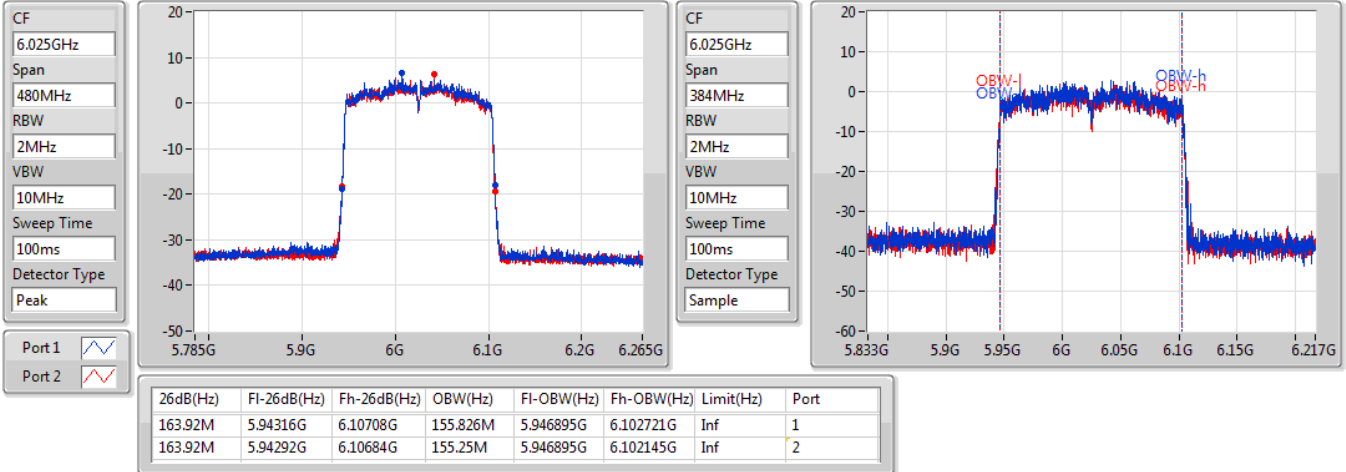 CF
6.025GHz
Span
480MHz
RBW
2MHz
VBW
10MHz
Sweep Time
100ms
Detector Type
Peak
Port 1
Port 2
20
10
0
-10
-20
-30
-40
-50
5.785G 5.9G 6G 6.1G 6.2G 6.265G
CF
6.025GHz
Span
384MHz
RBW
2MHz
VBW
10MHz
Sweep Time
100ms
Detector Type
Sample
20
10
0
-10
-20
-30
-40
-50
-60
OBW-l
OBW-h
OBW-h
5.833G 5.9G 5.95G 6G 6.05G 6.1G 6.15G 6.217G
26dB(Hz) Fl-26dB(Hz) Fh-26dB(Hz) OBW(Hz) Fl-OBW(Hz) Fh-OBW(Hz) Limit(Hz) Port
163.92M 5.94316G 6.10708G 155.826M 5.946895G 6.102721G Inf 1
163.92M 5.94292G 6.10684G 155.25M 5.946895G 6.102145G Inf 2